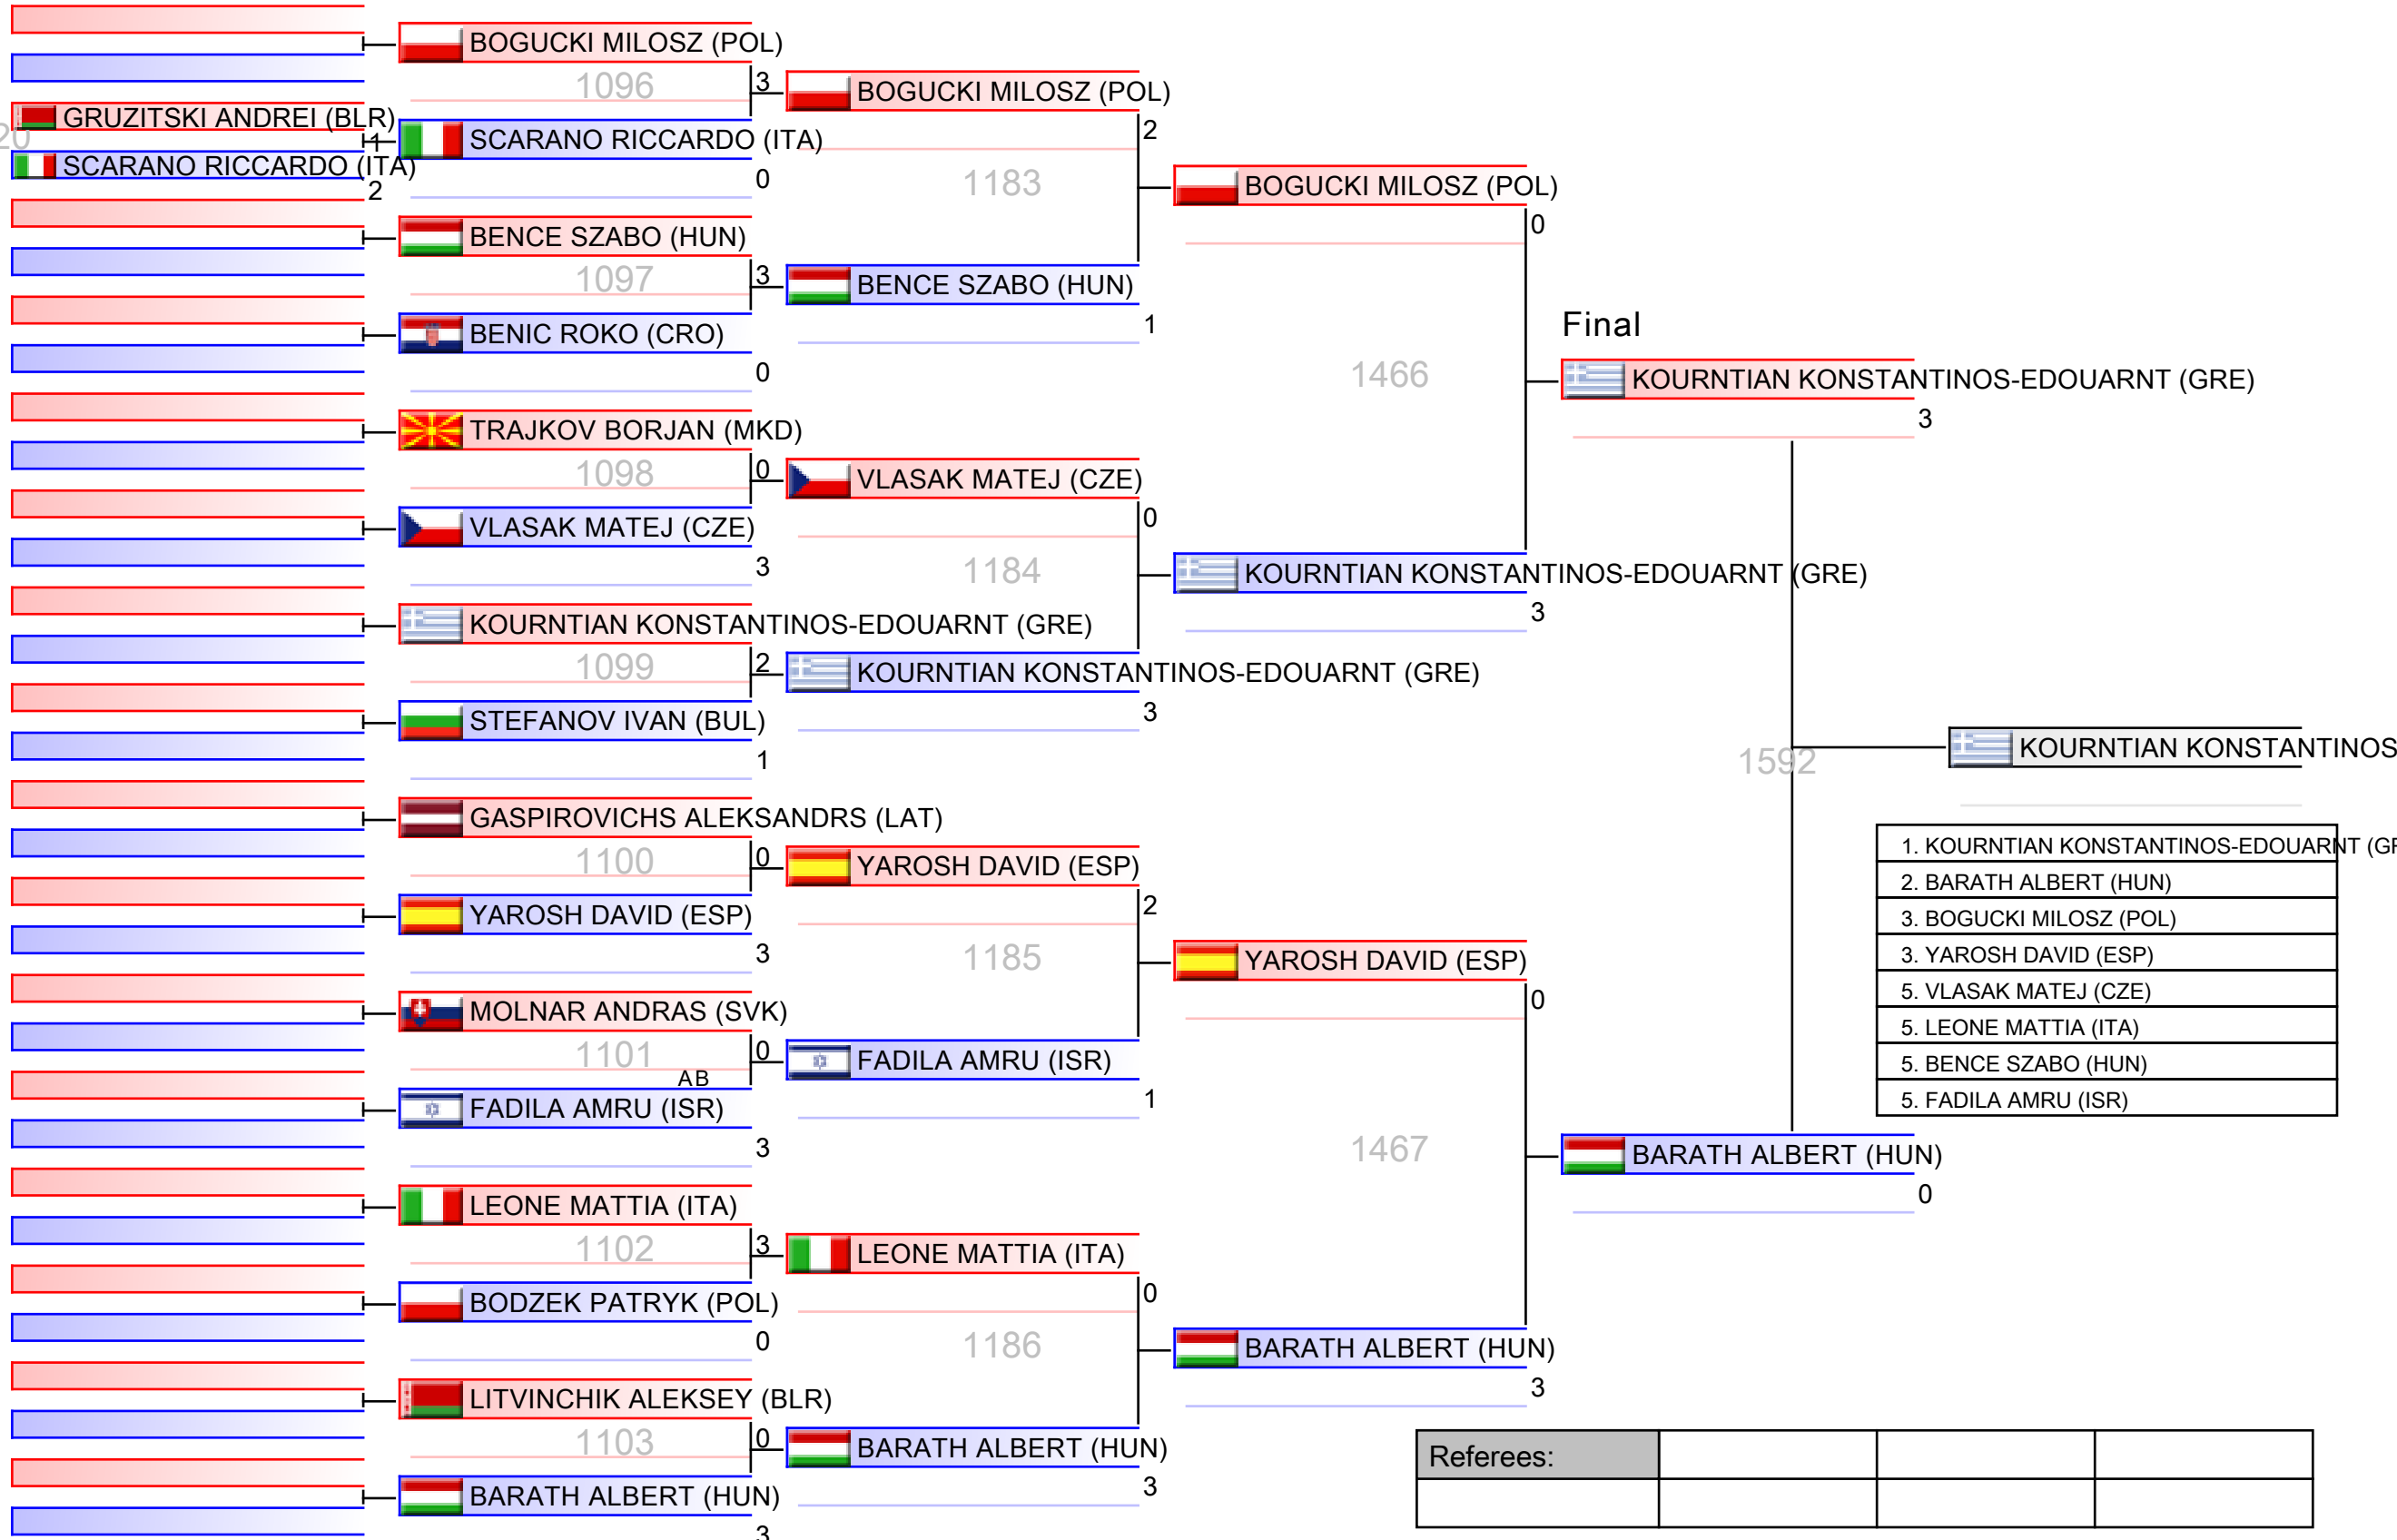 GRUZITSKI ANDREI (BLR)
1
20
SCARANO RICCARDO (ITA)
2
BOGUCKI MILOSZ (POL)
1096
3
SCARANO RICCARDO (ITA)
0
BENCE SZABO (HUN)
1097
3
BENIC ROKO (CRO)
0
TRAJKOV BORJAN (MKD)
1098
0
VLASAK MATEJ (CZE)
3
KOURNTIAN KONSTANTINOS-EDOUARNT (GRE)
1099
2
STEFANOV IVAN (BUL)
1
GASPIROVICHS ALEKSANDRS (LAT)
1100
0
YAROSH DAVID (ESP)
3
MOLNAR ANDRAS (SVK)
1101
0
AB
FADILA AMRU (ISR)
3
LEONE MATTIA (ITA)
1102
3
BODZEK PATRYK (POL)
0
LITVINCHIK ALEKSEY (BLR)
1103
0
BARATH ALBERT (HUN)
3
BOGUCKI MILOSZ (POL)
2
1183
BENCE SZABO (HUN)
1
VLASAK MATEJ (CZE)
0
1184
KOURNTIAN KONSTANTINOS-EDOUARNT (GRE)
3
YAROSH DAVID (ESP)
2
1185
FADILA AMRU (ISR)
1
LEONE MATTIA (ITA)
0
1186
BARATH ALBERT (HUN)
3
BOGUCKI MILOSZ (POL)
0
1466
KOURNTIAN KONSTANTINOS-EDOUARNT (GRE)
3
YAROSH DAVID (ESP)
0
1467
BARATH ALBERT (HUN)
3
Final
KOURNTIAN KONSTANTINOS-EDOUARNT (GRE)
3
1592
BARATH ALBERT (HUN)
0
KOURNTIAN KONSTANTINOS
1. KOURNTIAN KONSTANTINOS-EDOUARNT (GR
2. BARATH ALBERT (HUN)
3. BOGUCKI MILOSZ (POL)
3. YAROSH DAVID (ESP)
5. VLASAK MATEJ (CZE)
5. LEONE MATTIA (ITA)
5. BENCE SZABO (HUN)
5. FADILA AMRU (ISR)
Referees: